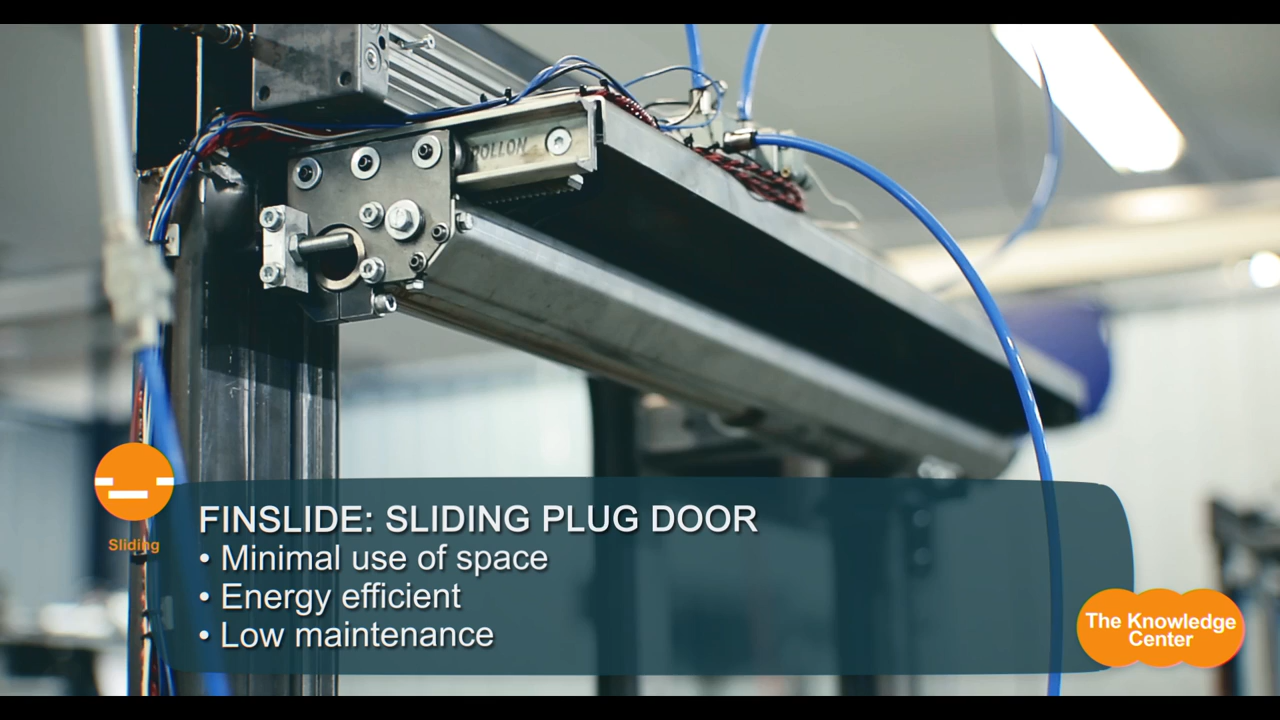 ROLLON
FINSLIDE: SLIDING PLUG DOOR
• Minimal use of space
• Energy efficient
• Low maintenance
Sliding
The Knowledge
Center